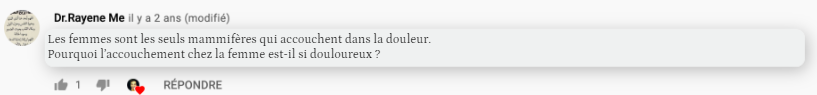 Dr.Rayene Me il y a 2 ans (modifié)
Les femmes sont les seuls mammifères qui accouchent dans la douleur.
Pourquoi l'accouchement chez la femme est-il si douloureux ?
1 RÉPONDRE